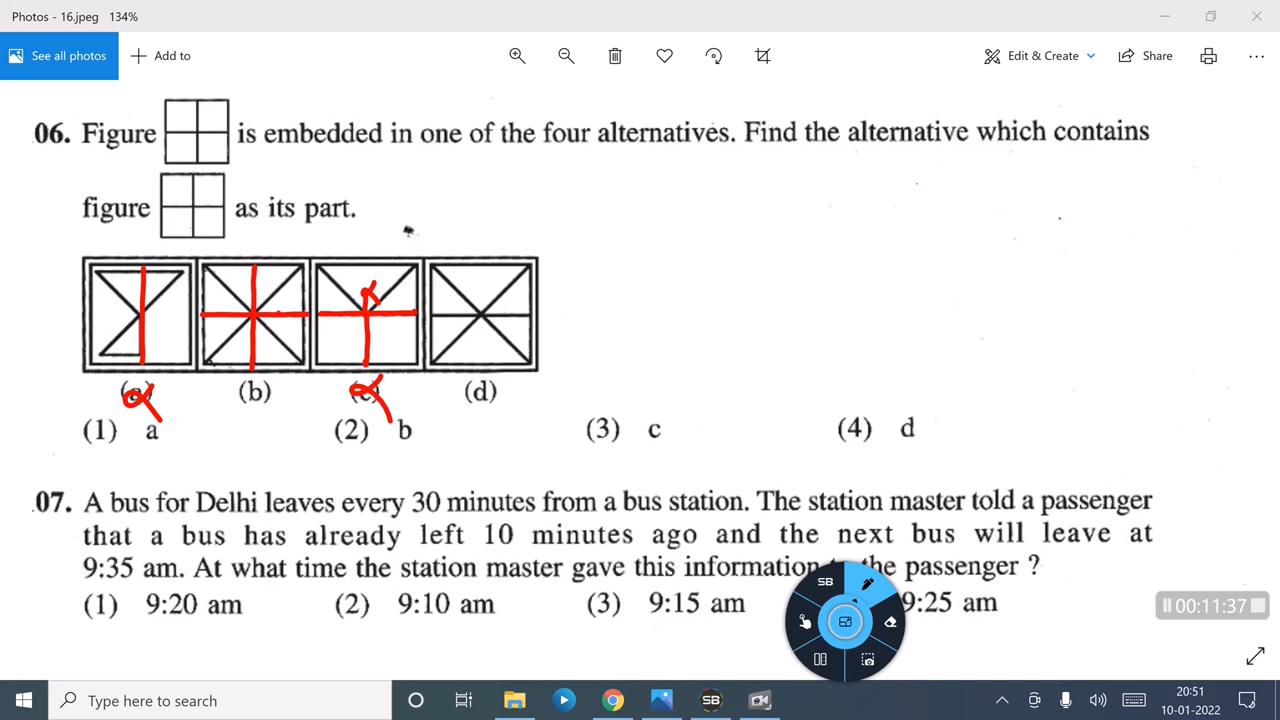 Photos - 16.jpeg 134%
See all photos
Add to
Edit & Create
Share
06. Figure is embedded in one of the four alternatives. Find the alternative which contains
figure as its part.
(a) (b) (c) (d)
(1) a (2) b (3) c (4) d
07. A bus for Delhi leaves every 30 minutes from a bus station. The station master told a passenger
that a bus has already left 10 minutes ago and the next bus will leave at
9:35 am. At what time the station master gave this information the passenger ?
(1) 9:20 am (2) 9:10 am (3) 9:15 am 9:25 am
SB
00:11:37
Type here to search
SB
20:51
10-01-2022